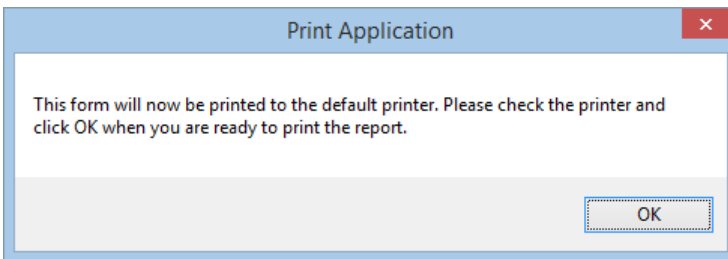 Print Application
This form will now be printed to the default printer. Please check the printer and
click OK when you are ready to print the report.
OK